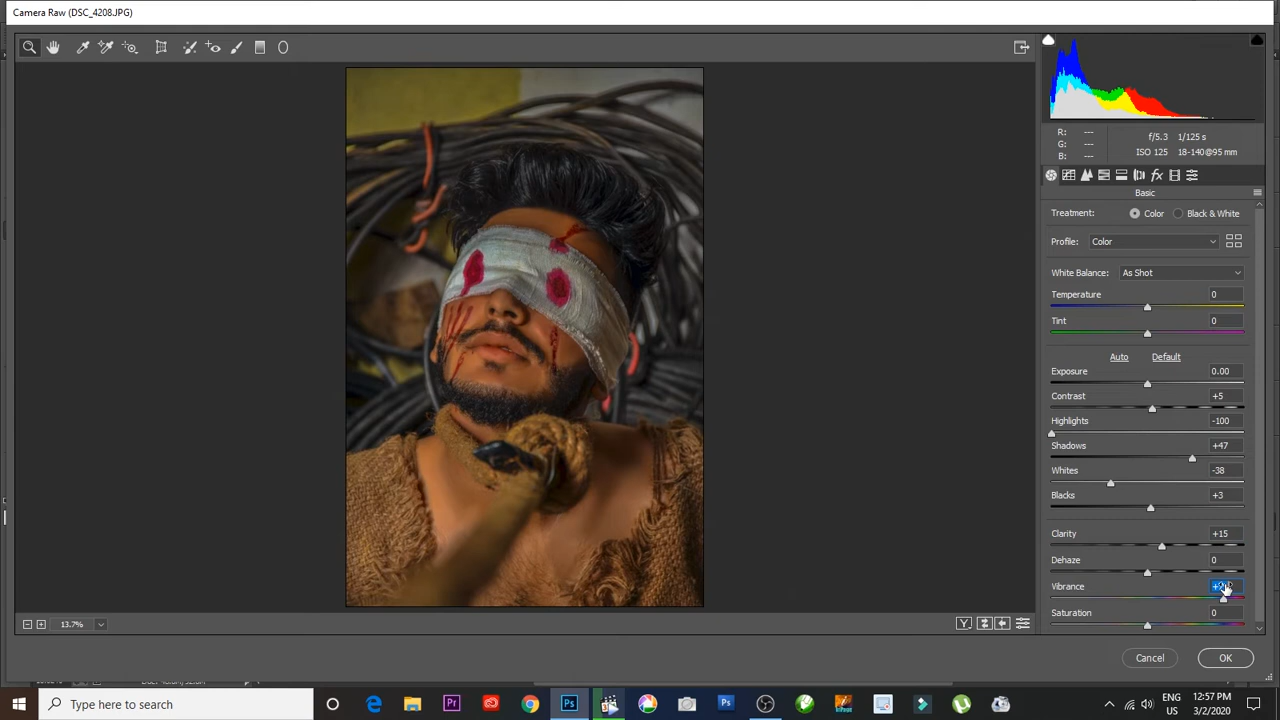 Camera Raw (DSC_4208.JPG)
R: ---
G: ---
B: ---
f/5.3 1/125 s
ISO 125 18-140@95 mm
Basic
Treatment: Color Black & White
Profile: Color
White Balance: As Shot
Temperature 0
Tint 0
Auto Default
Exposure 0.00
Contrast +5
Highlights -100
Shadows +47
Whites -38
Blacks +3
Clarity +15
Dehaze 0
Vibrance
Saturation 0
13.7%
Y
Cancel OK
Type here to search
Pr
Ps
Ps
ENG
US
12:57 PM
3/2/2020